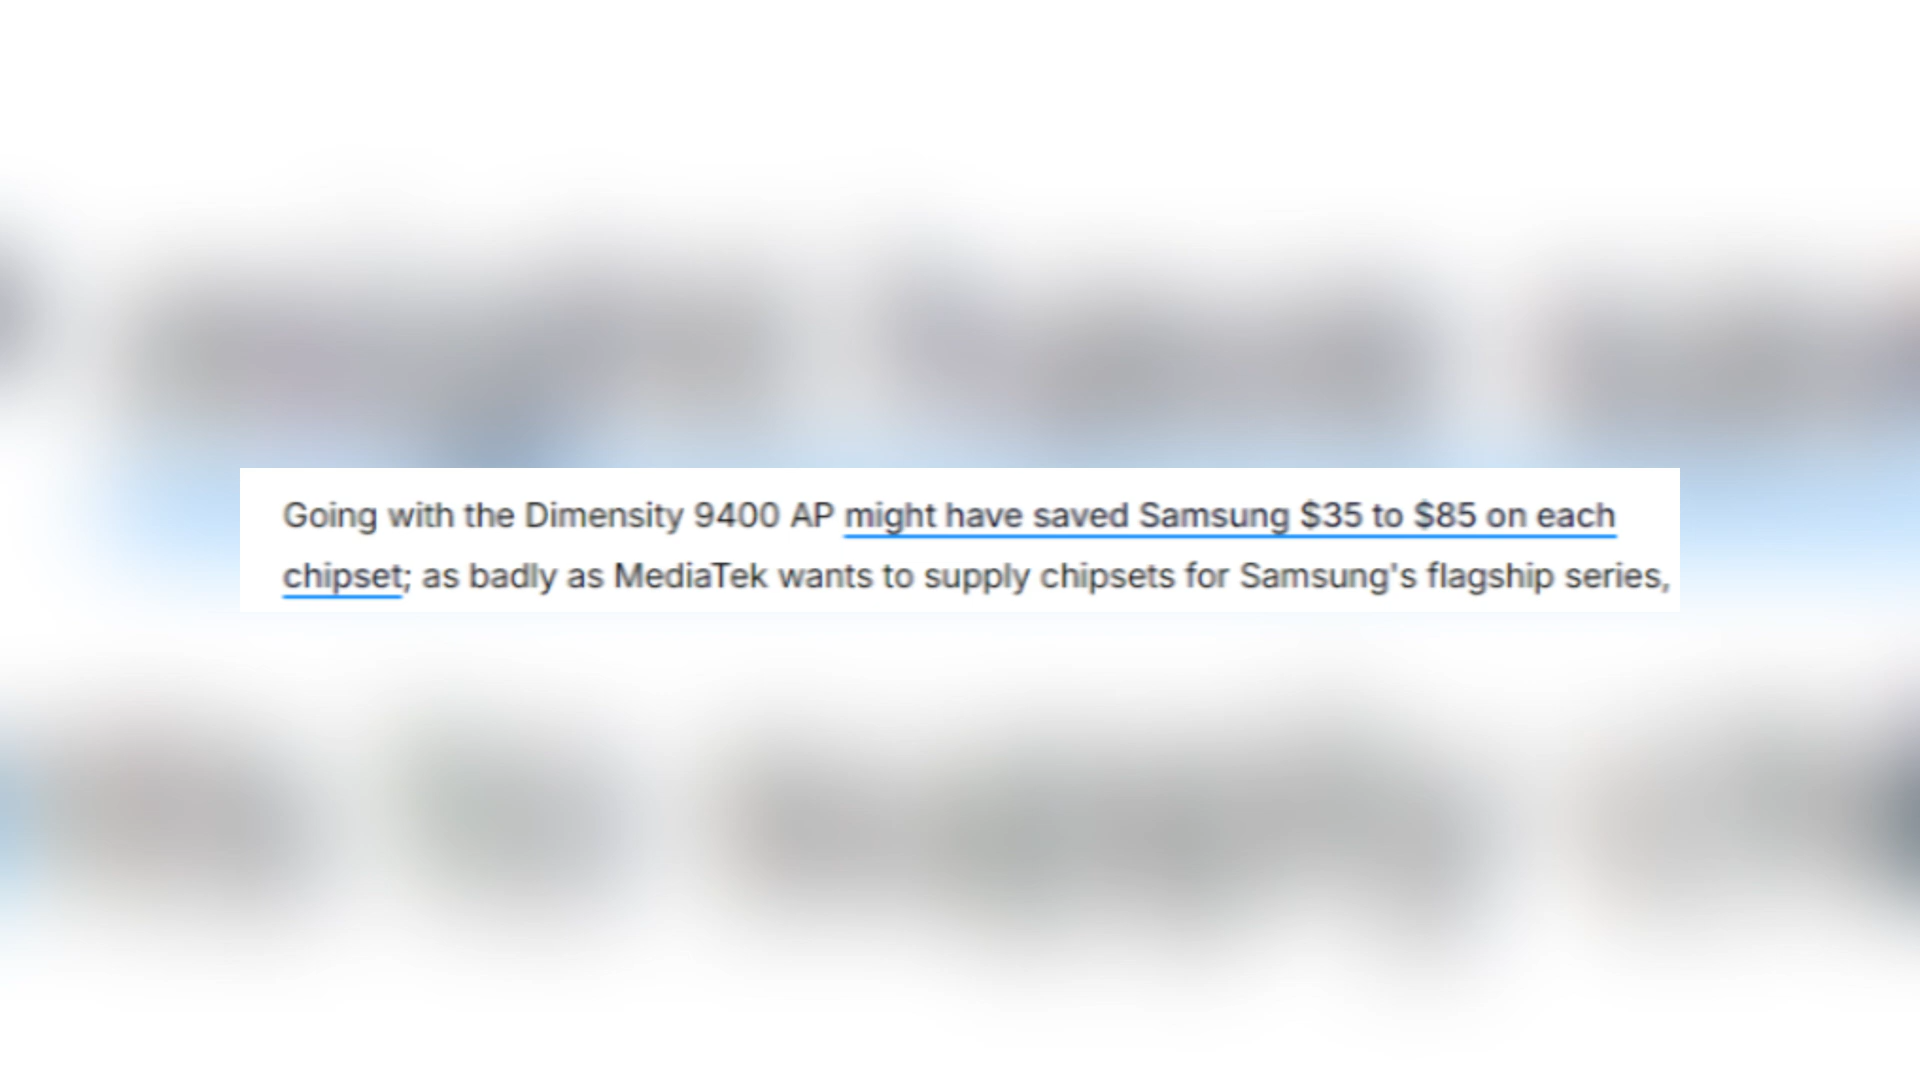 Going with the Dimensity 9400 AP might have saved Samsung $35 to $85 on each
chipset; as badly as MediaTek wants to supply chipsets for Samsung's flagship series,